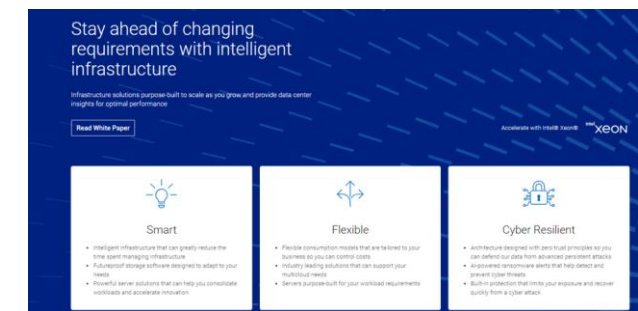 Stay ahead of changing
requirements with intelligent
infrastructure
Infrastructure solutions purpose-built to scale as you grow and provide data center
insights for optimal performance
Read White Paper
Accelerate with Intel® Xeon®
intel
xeon
Smart
• Intelligent infrastructure that can greatly reduce the
time spent managing infrastructure
• Futureproof storage software designed to adapt to your
needs
• Powerful server solutions that can help you consolidate
workloads and accelerate innovation
Flexible
• Flexible consumption models that are tailored to your
business so you can control costs
• Industry leading solutions that can support your
multicloud needs
• Servers purpose-built for your workload requirements
Cyber Resilient
• Architecture designed with zero trust principles so you
can defend our data from advanced persistent attacks
• AI-powered ransomware alerts that help detect and
prevent cyber threats
• Built-in protection that limits your exposure and recover
quickly from a cyber attack